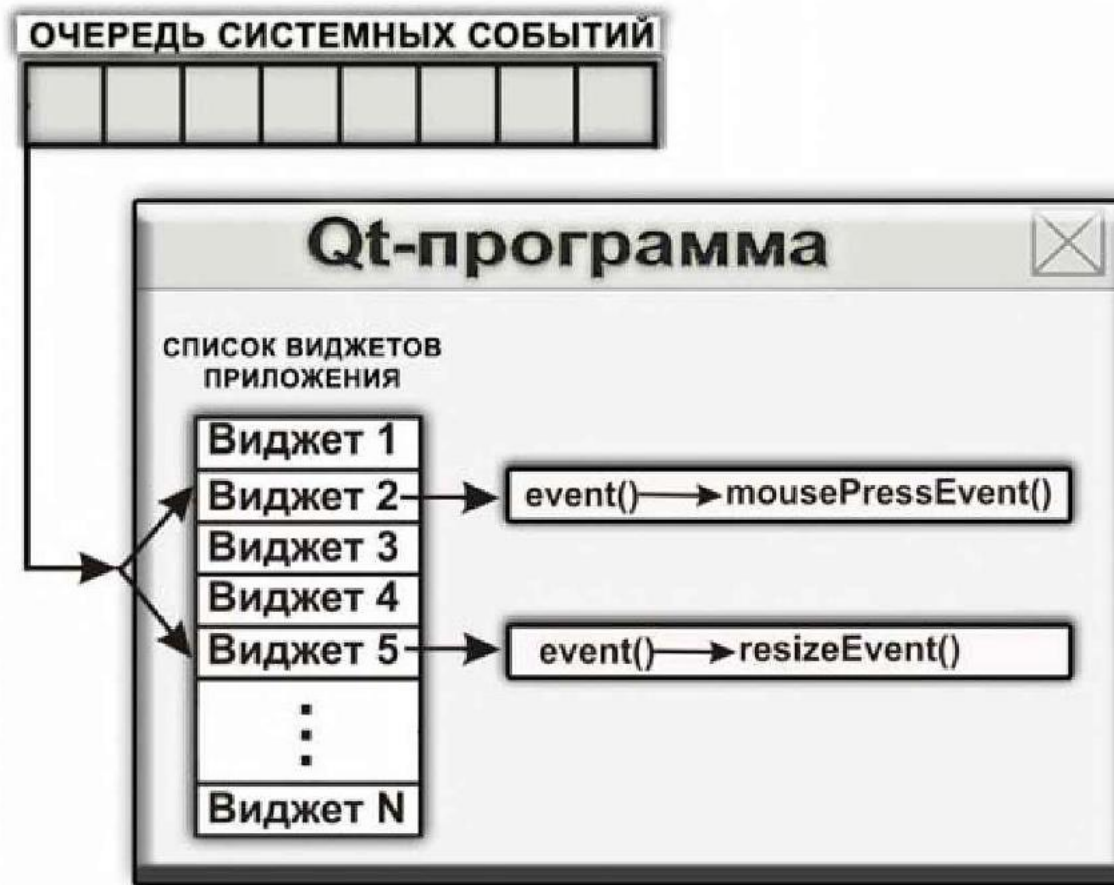 ОЧЕРЕДЬ СИСТЕМНЫХ СОБЫТИЙ
Qt-программа
СПИСОК ВИДЖЕТОВ
ПРИЛОЖЕНИЯ
Виджет 1
Виджет 2
event() mousePressEvent()
Виджет 3
Виджет 4
Виджет 5
event() resizeEvent()
Виджет N